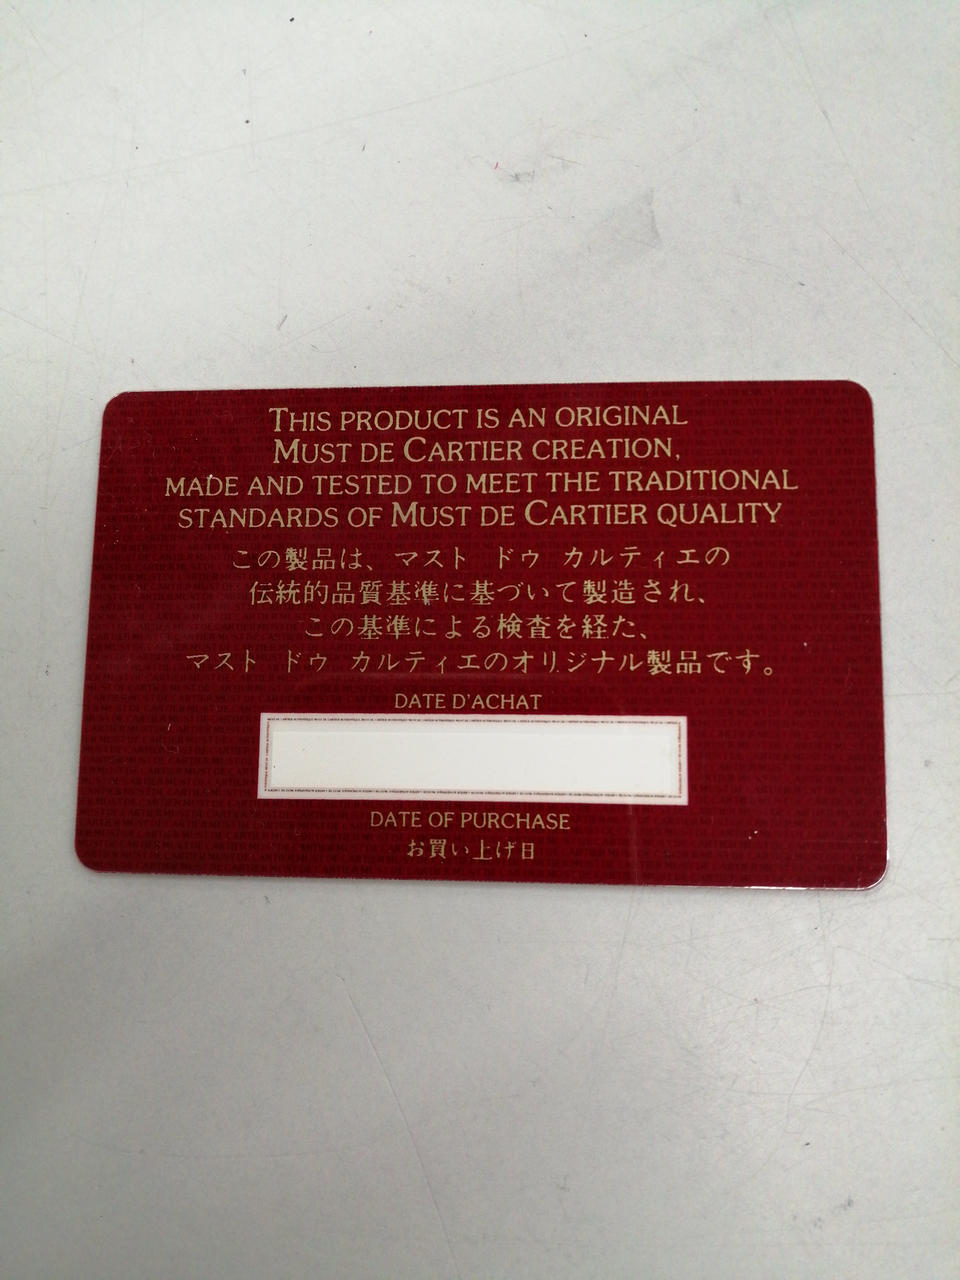 THIS PRODUCT IS AN ORIGINAL
MUST DE CARTIER CREATION,
MADE AND TESTED TO MEET THE TRADITIONAL
STANDARDS OF MUST DE CARTIER QUALITY
この製品は、マスト ドゥ カルティエの
伝統的品質基準に基づいて製造され、
この基準による検査を経た、
マスト ドゥ カルティエのオリジナル製品です。
DATE D'ACHAT
DATE OF PURCHASE
お買い上げ日